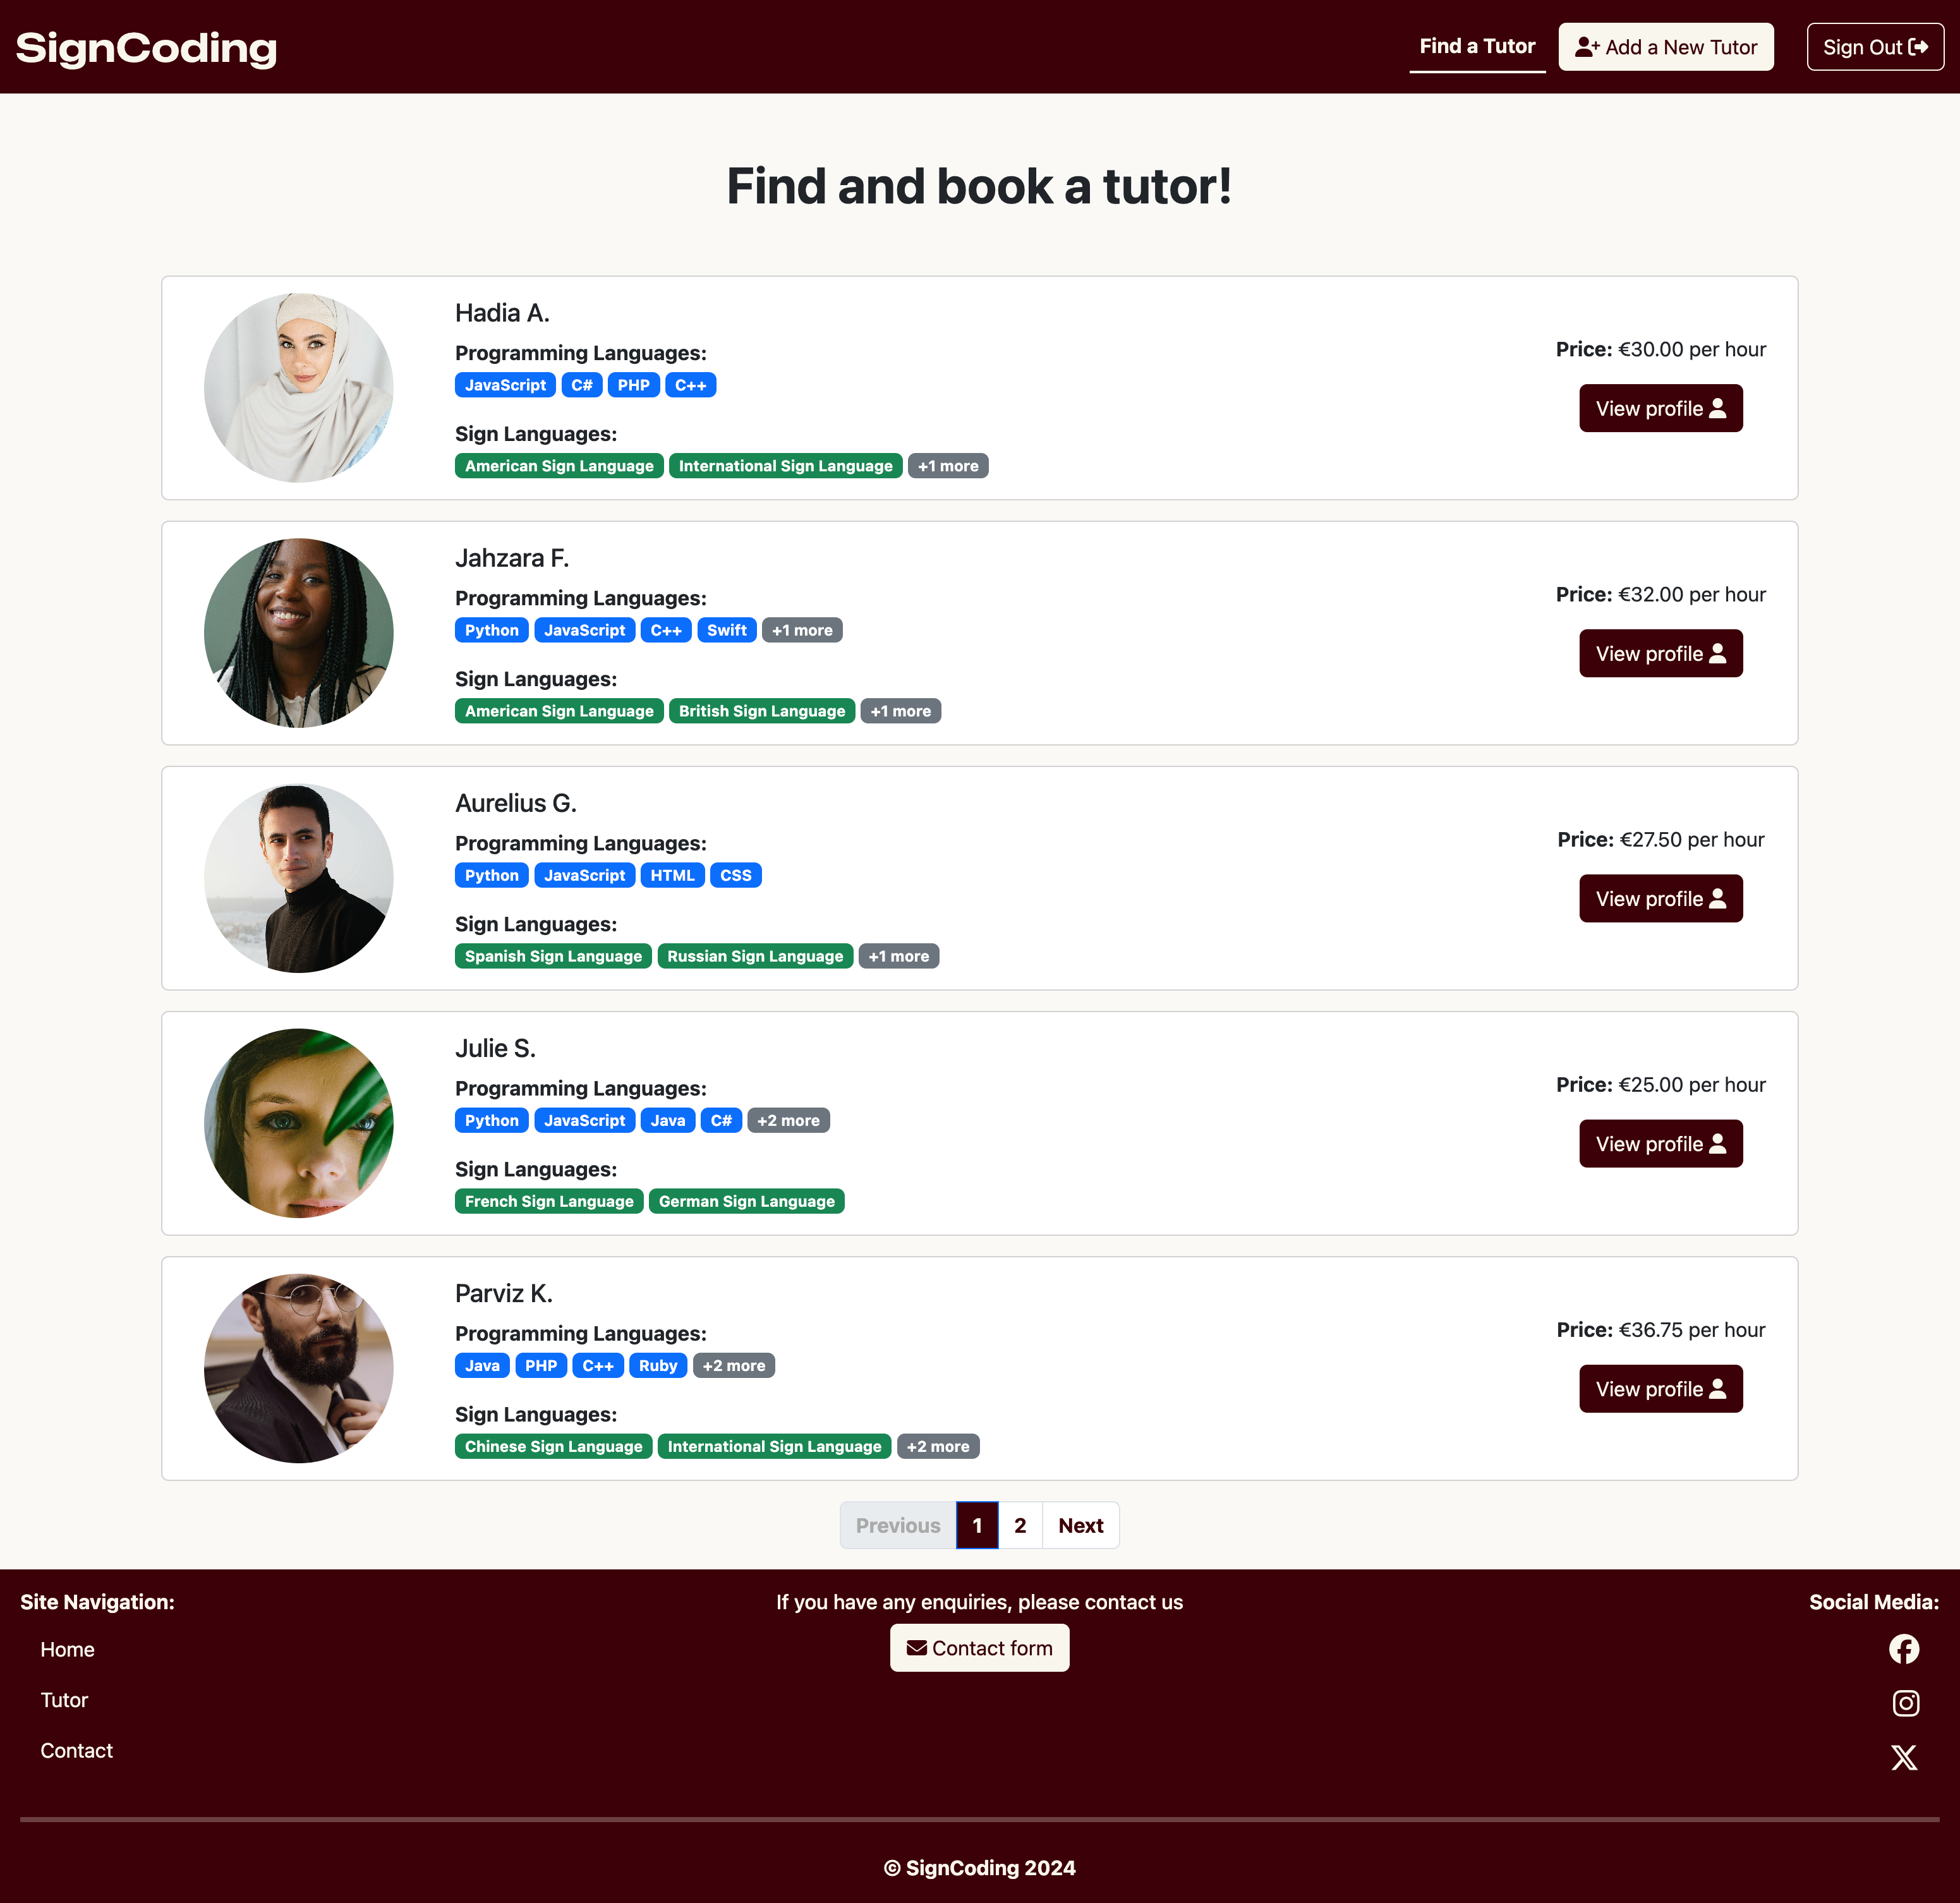 SignCoding
Find a Tutor
Add a New Tutor
Sign Out
Find and book a tutor!
Hadia A.
Programming Languages:
JavaScript C# PHP C++
Sign Languages:
American Sign Language International Sign Language +1 more
Price: €30.00 per hour
View profile
Jahzara F.
Programming Languages:
Python JavaScript C++ Swift +1 more
Sign Languages:
American Sign Language British Sign Language +1 more
Price: €32.00 per hour
View profile
Aurelius G.
Programming Languages:
Python JavaScript HTML CSS
Sign Languages:
Spanish Sign Language Russian Sign Language +1 more
Price: €27.50 per hour
View profile
Julie S.
Programming Languages:
Python JavaScript Java C# +2 more
Sign Languages:
French Sign Language German Sign Language
Price: €25.00 per hour
View profile
Parviz K.
Programming Languages:
Java PHP C++ Ruby +2 more
Sign Languages:
Chinese Sign Language International Sign Language +2 more
Price: €36.75 per hour
View profile
Previous 1 2 Next
Site Navigation:
Home
Tutor
Contact
If you have any enquiries, please contact us
Contact form
Social Media:
© SignCoding 2024